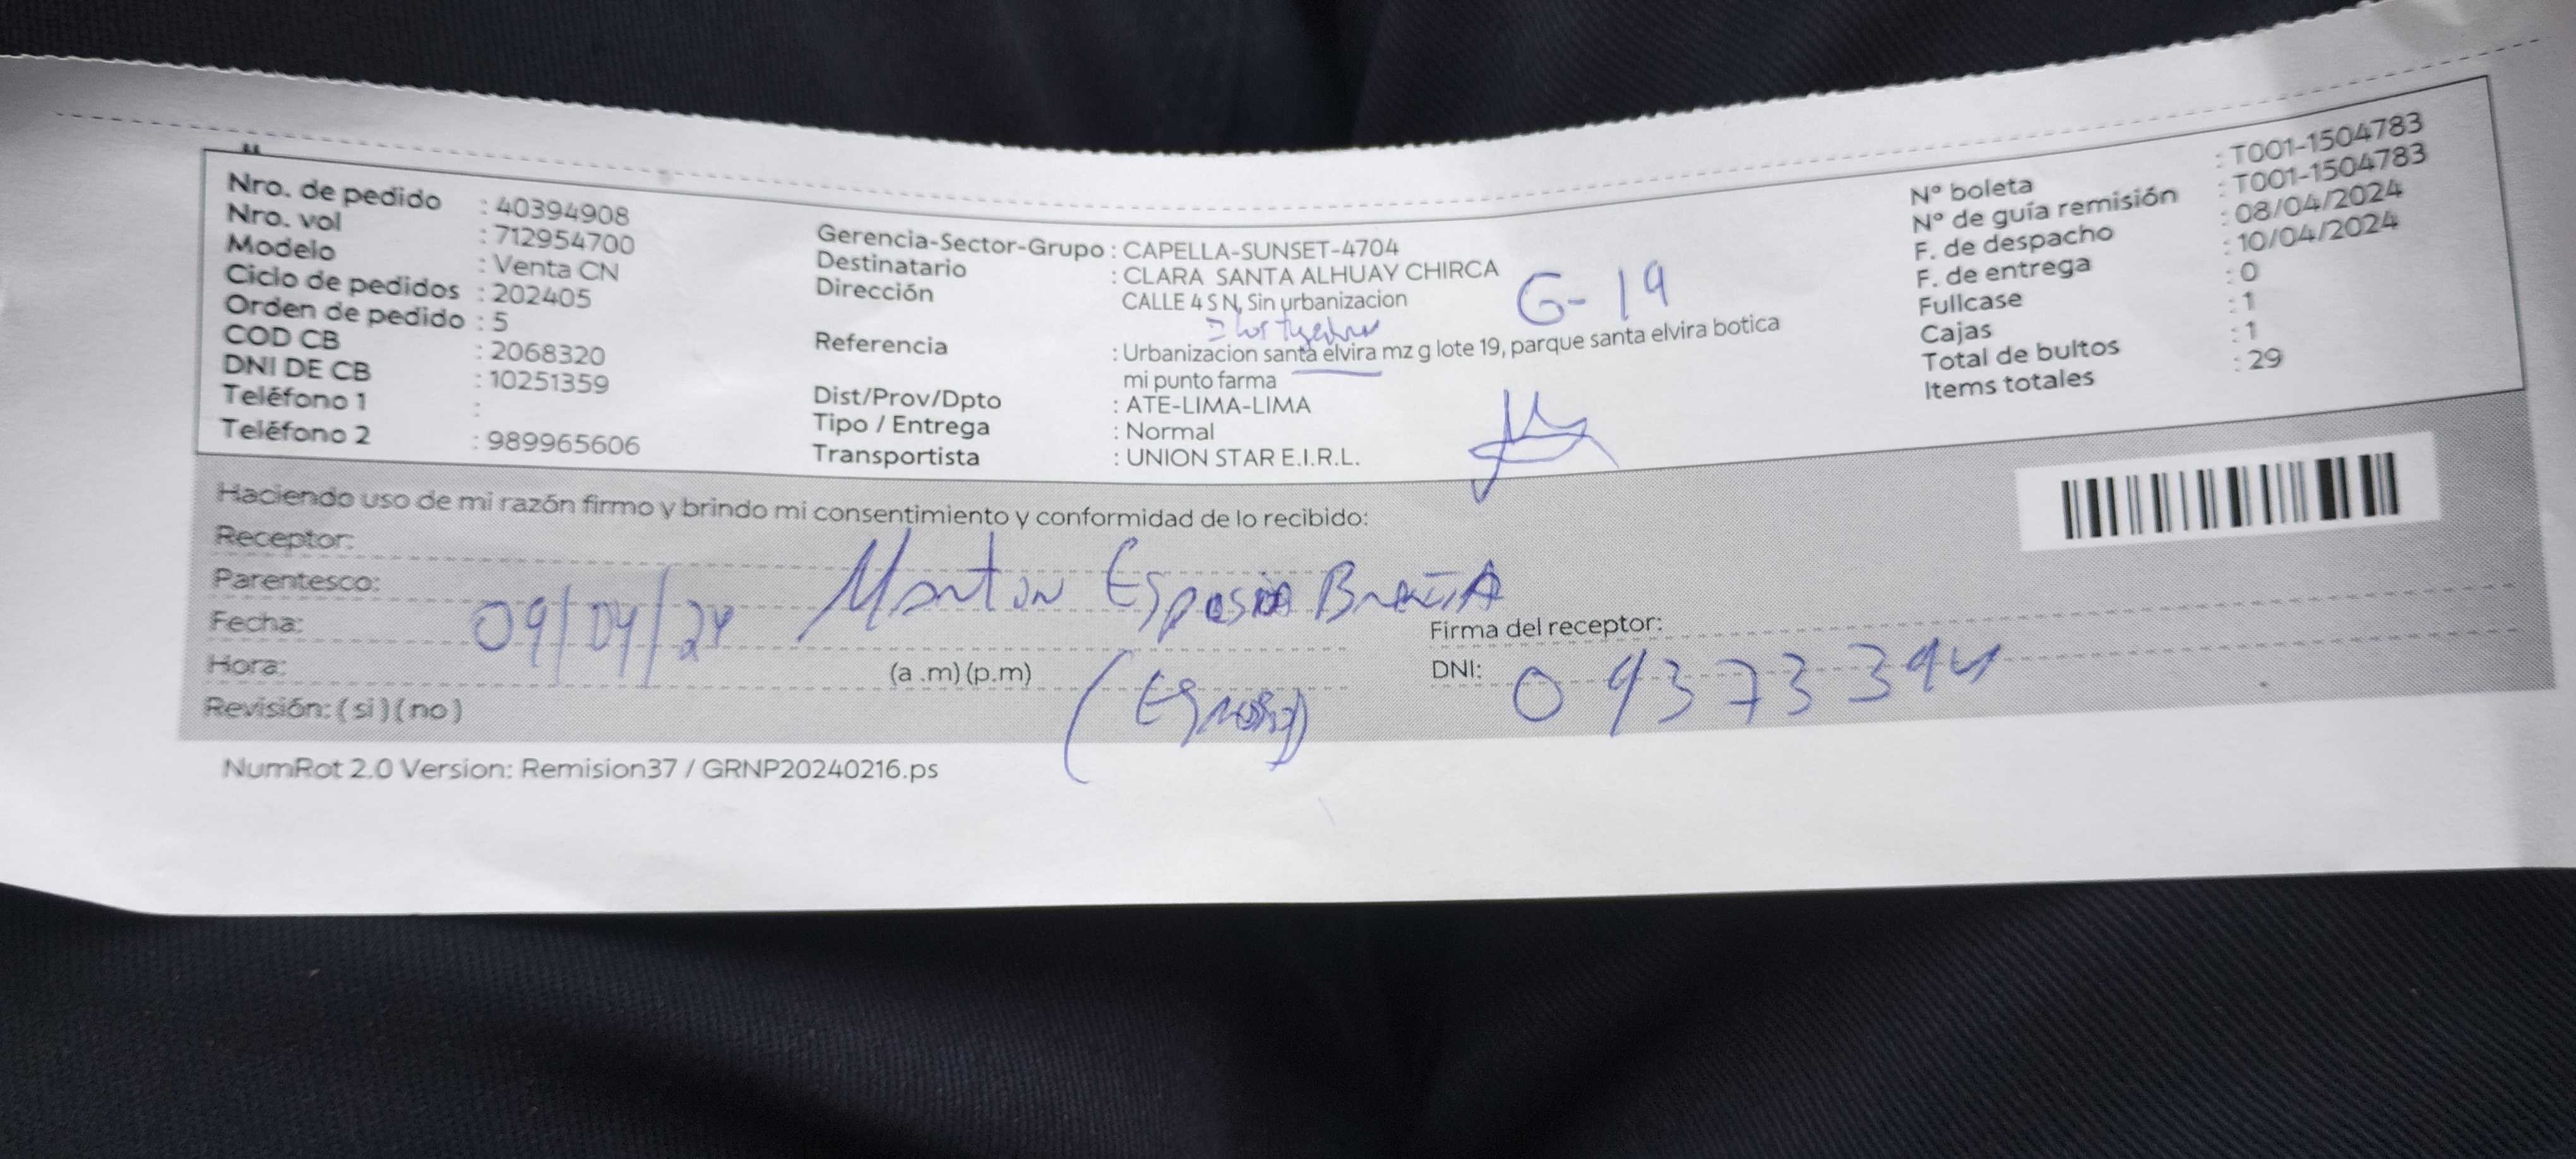 Nro. de pedido : 40394908
Nro. vol : 712954700
Modelo : Venta CN
Ciclo de pedidos : 202405
Orden de pedido : 5
COD CB : 2068320
DNI DE CB : 10251359
Teléfono 1 :
Teléfono 2 : 989965606
Gerencia-Sector-Grupo : CAPELLA-SUNSET-4704
Destinatario : CLARA SANTA ALHUAY CHIRCA
Dirección CALLE 4 S N, Sin urbanizacion
G-19
Referencia : Urbanizacion santa elvira mz g lote 19, parque santa elvira botica
mi punto farma
Dist/Prov/Dpto : ATE-LIMA-LIMA
Tipo / Entrega : Normal
Transportista : UNION STAR E.I.R.L.
N° boleta : T001-1504783
N° de guía remisión : T001-1504783
F. de despacho : 08/04/2024
F. de entrega : 10/04/2024
Fullcase : 0
Cajas : 1
Total de bultos : 1
Items totales : 29
Haciendo uso de mi razón firmo y brindo mi consentimiento y conformidad de lo recibido:
Receptor:
Parentesco:
Fecha: 09/04/24
Firma del receptor:
Hora: (a .m) (p.m)
DNI: 09373394
Revisión: ( si ) ( no )
NumRot 2.0 Version: Remision37 / GRNP20240216.ps